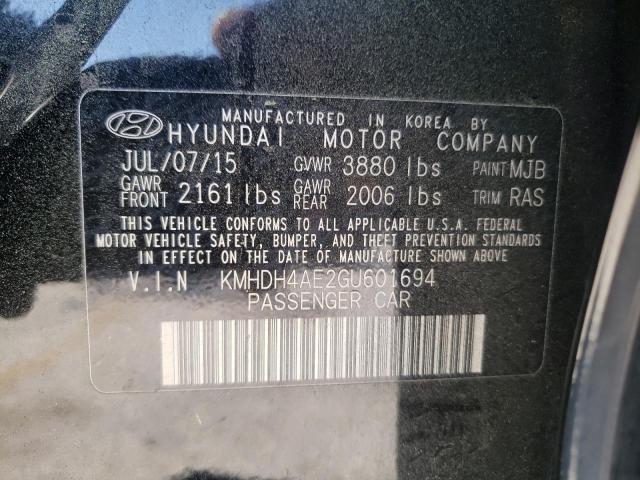 MANUFACTURED IN KOREA BY
HYUNDAI MOTOR COMPANY
JUL/07/15 GVWR 3880 lbs PAINT MJB
GAWR FRONT 2161 lbs GAWR REAR 2006 lbs TRIM RAS
THIS VEHICLE CONFORMS TO ALL APPLICABLE U.S.A. FEDERAL
MOTOR VEHICLE SAFETY, BUMPER, AND THEFT PREVENTION STANDARDS
IN EFFECT ON THE DATE OF MANUFACTURE SHOWN ABOVE.
V.I.N KMHDH4AE2GU601694
PASSENGER CAR